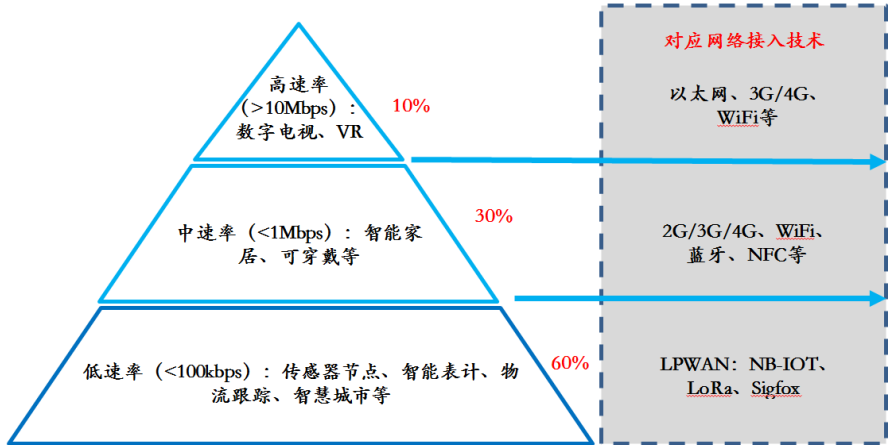 对应网络接入技术
高速率
（>10Mbps）：
数字电视、VR
10%
以太网、3G/4G、
WiFi等
30%
中速率（<1Mbps）：智能家
居、可穿戴等
2G/3G/4G、WiFi、
蓝牙、NFC等
60%
低速率（<100kbps）：传感器节点、智能表计、物
流跟踪、智慧城市等
LPWAN：NB-IOT、
LoRa、Sigfox